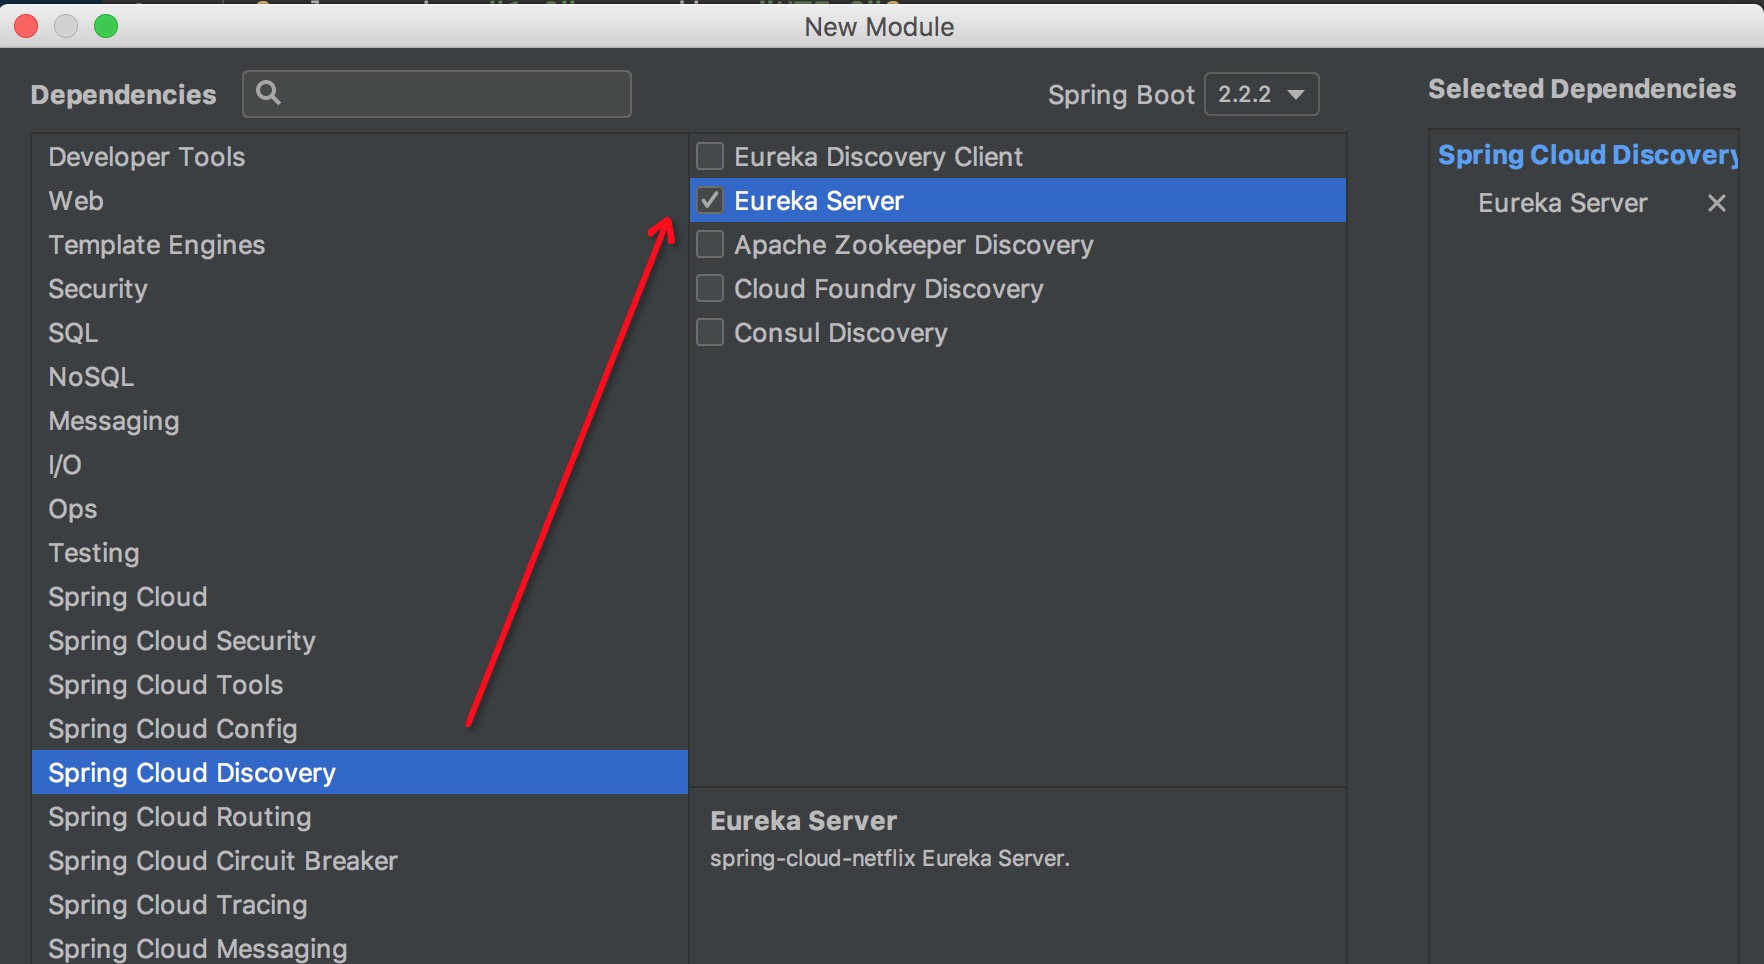 New Module
Dependencies
Spring Boot 2.2.2
Selected Dependencies
Developer Tools
Web
Template Engines
Security
SQL
NoSQL
Messaging
I/O
Ops
Testing
Spring Cloud
Spring Cloud Security
Spring Cloud Tools
Spring Cloud Config
Spring Cloud Discovery
Spring Cloud Routing
Spring Cloud Circuit Breaker
Spring Cloud Tracing
Spring Cloud Messaging
Eureka Discovery Client
Eureka Server
Apache Zookeeper Discovery
Cloud Foundry Discovery
Consul Discovery
Eureka Server
spring-cloud-netflix Eureka Server.
Spring Cloud Discovery
Eureka Server